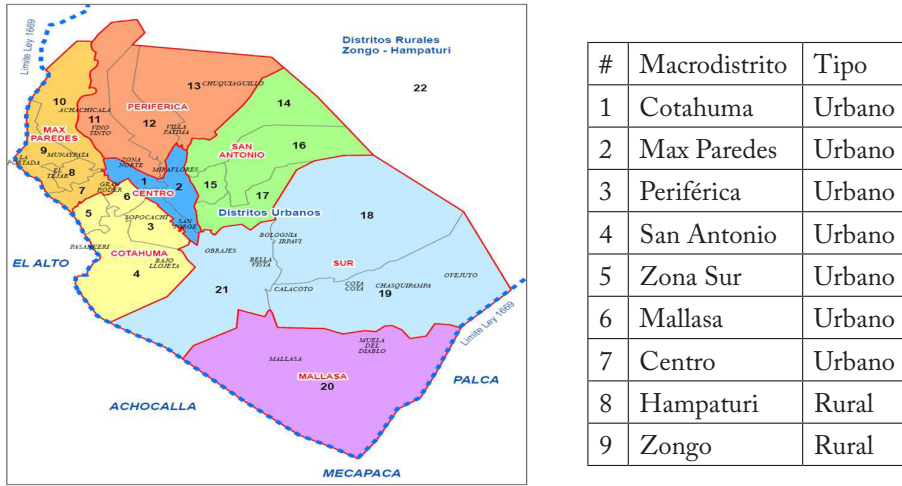 Limite Ley 1669
Distritos Rurales
Zongo - Hampaturi
22
13
CHUQUIAGUILLO
10
ACHACHICALA
PERIFERICA
14
11
VINO
TINTO
12
VILLA
FATIMA
MAX
PAREDES
SAN
ANTONIO
16
9
MUNAYPATA
LA
PORTADA
8
EL
TEJAR
ZONA
NORTE
MIRAFLORES
7
GRAN
PODER
1
2
CENTRO
15
17
6
5
SOPOCACHI
3
SAN
JORGE
Distritos Urbanos
18
PASANKERI
COTAHUMA
BAJO
LLOJETA
4
EL ALTO
OBRAJES
BOLOGNIA
IRPAVI
BELLA
VISTA
SUR
OVEJUTO
21
CALACOTO
COTA
COTA
CHASQUIPAMPA
19
Limite Ley 1669
MUELA
DEL
DIABLO
MALLASA
MALLASA
20
PALCA
ACHOCALLA
MECAPACA
# Macrodistrito Tipo
1 Cotahuma Urbano
2 Max Paredes Urbano
3 Periférica Urbano
4 San Antonio Urbano
5 Zona Sur Urbano
6 Mallasa Urbano
7 Centro Urbano
8 Hampaturi Rural
9 Zongo Rural